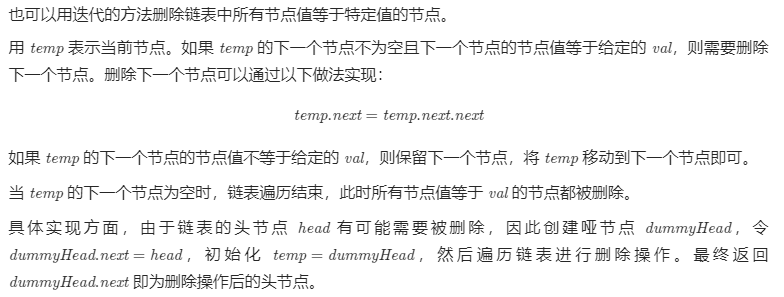 也可以用迭代的方法删除链表中所有节点值等于特定值的节点。
用 temp 表示当前节点。如果 temp 的下一个节点不为空且下一个节点的节点值等于给定的 val，则需要删除
下一个节点。删除下一个节点可以通过以下做法实现：
temp.next = temp.next.next
如果 temp 的下一个节点的节点值不等于给定的 val，则保留下一个节点，将 temp 移动到下一个节点即可。
当 temp 的下一个节点为空时，链表遍历结束，此时所有节点值等于 val 的节点都被删除。
具体实现方面，由于链表的头节点 head 有可能需要被删除，因此创建哑节点 dummyHead，令
dummyHead.next = head，初始化 temp = dummyHead，然后遍历链表进行删除操作。最终返回
dummyHead.next 即为删除操作后的头节点。